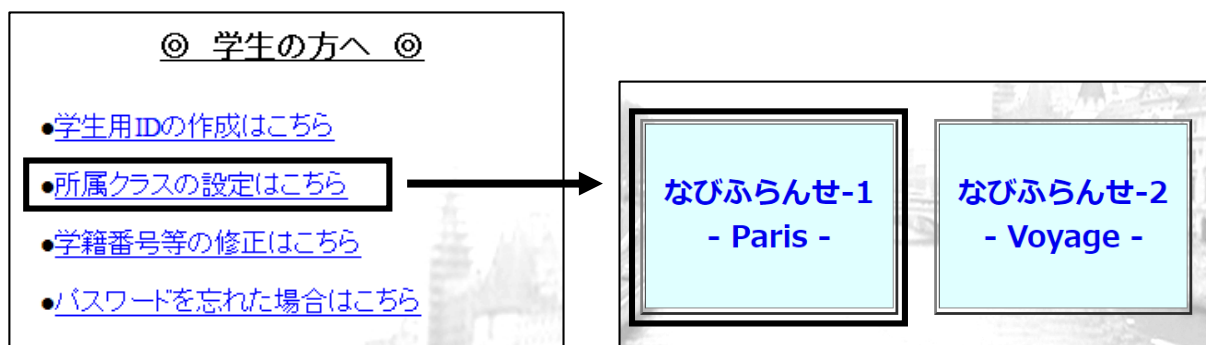 ◎ 学生の方へ ◎
●学生用IDの作成はこちら
●所属クラスの設定はこちら
●学籍番号等の修正はこちら
●パスワードを忘れた場合はこちら
なびふらんせ-1
- Paris -
なびふらんせ-2
- Voyage -